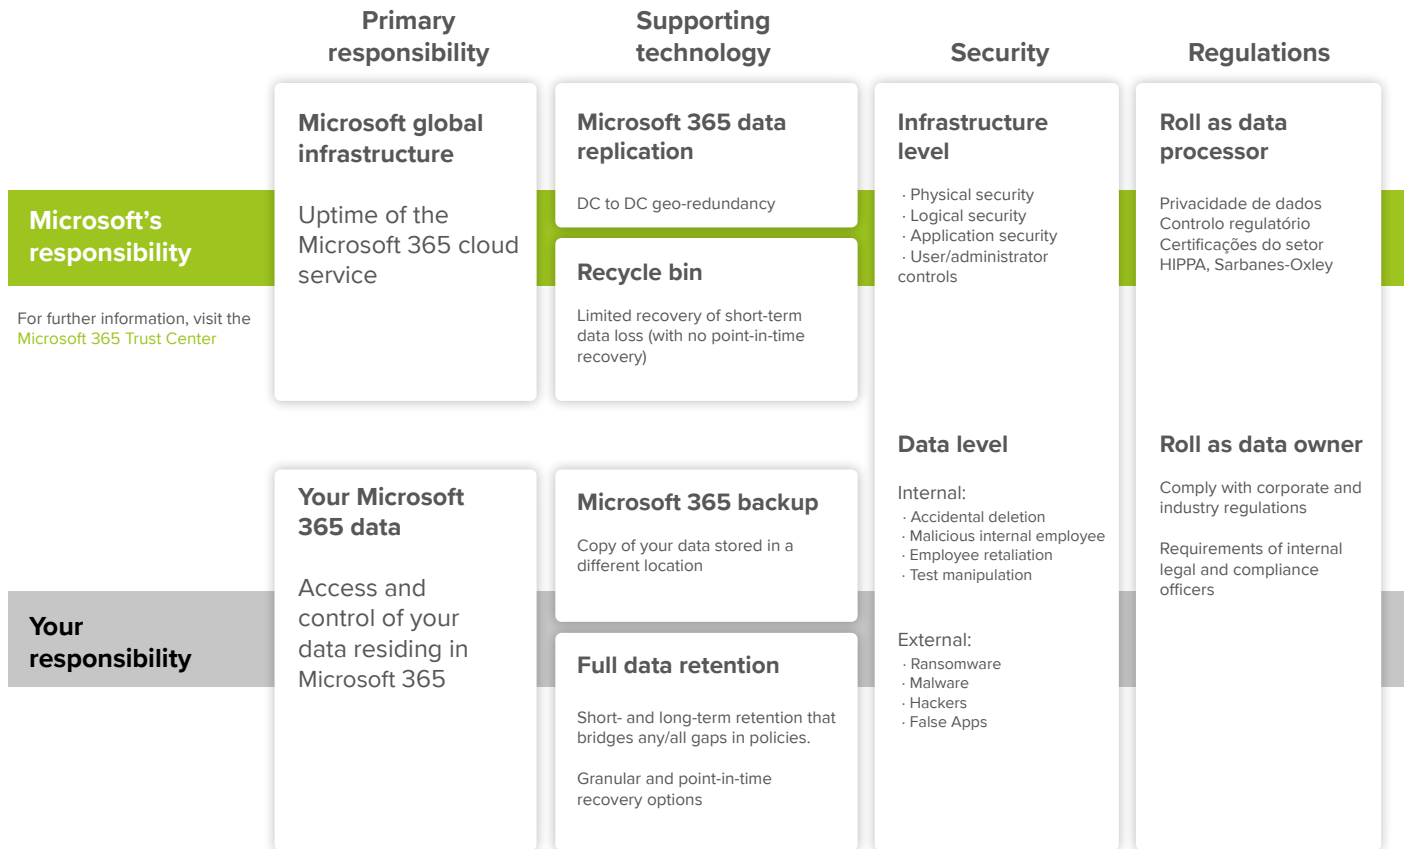 Primary
responsibility
Supporting
technology
Security
Regulations
Microsoft's
responsibility
For further information, visit the
Microsoft 365 Trust Center
Microsoft global
infrastructure
Uptime of the
Microsoft 365 cloud
service
Microsoft 365 data
replication
DC to DC geo-redundancy
Recycle bin
Limited recovery of short-term
data loss (with no point-in-time
recovery)
Infrastructure
level
· Physical security
· Logical security
· Application security
· User/administrator
controls
Roll as data
processor
Privacidade de dados
Controlo regulatório
Certificações do setor
HIPPA, Sarbanes-Oxley
Your
responsibility
Your Microsoft
365 data
Access and
control of your
data residing in
Microsoft 365
Microsoft 365 backup
Copy of your data stored in a
different location
Full data retention
Short- and long-term retention that
bridges any/all gaps in policies.
Granular and point-in-time
recovery options
Data level
Internal:
· Accidental deletion
· Malicious internal employee
· Employee retaliation
· Test manipulation
External:
· Ransomware
· Malware
· Hackers
· False Apps
Roll as data owner
Comply with corporate and
industry regulations
Requirements of internal
legal and compliance
officers